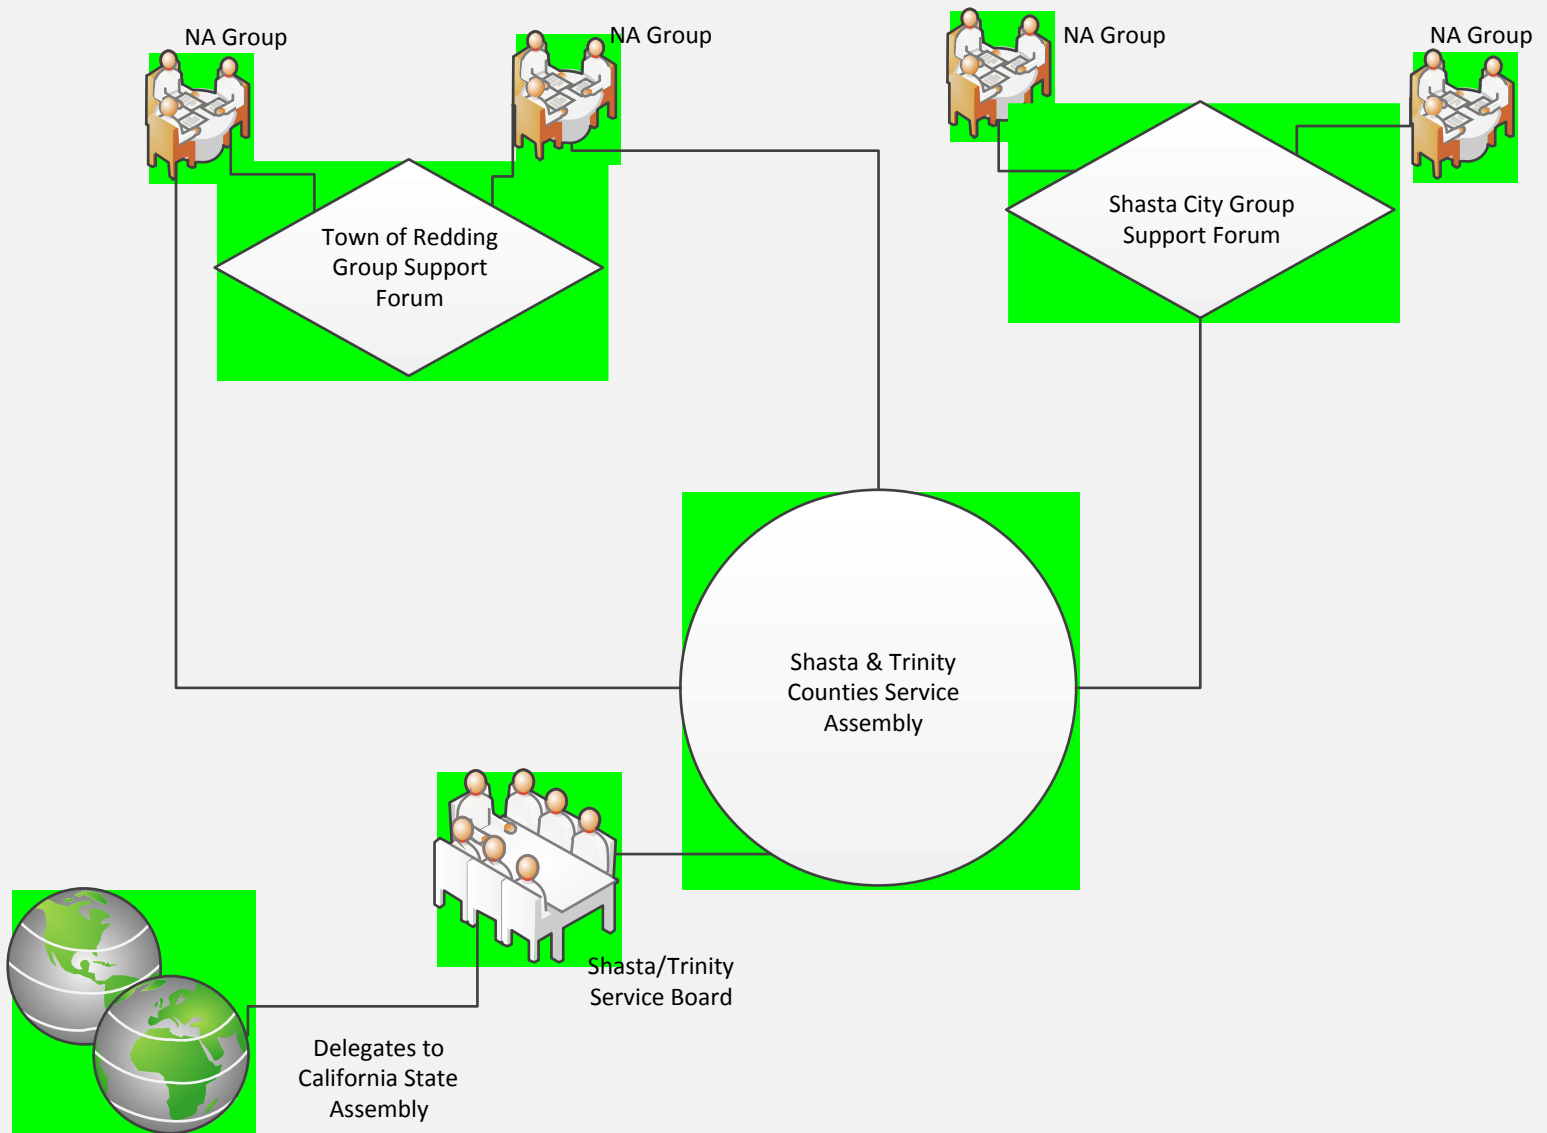 NA Group
NA Group
NA Group
NA Group
Town of Redding
Group Support
Forum
Shasta City Group
Support Forum
Shasta & Trinity
Counties Service
Assembly
Shasta/Trinity
Service Board
Delegates to
California State
Assembly